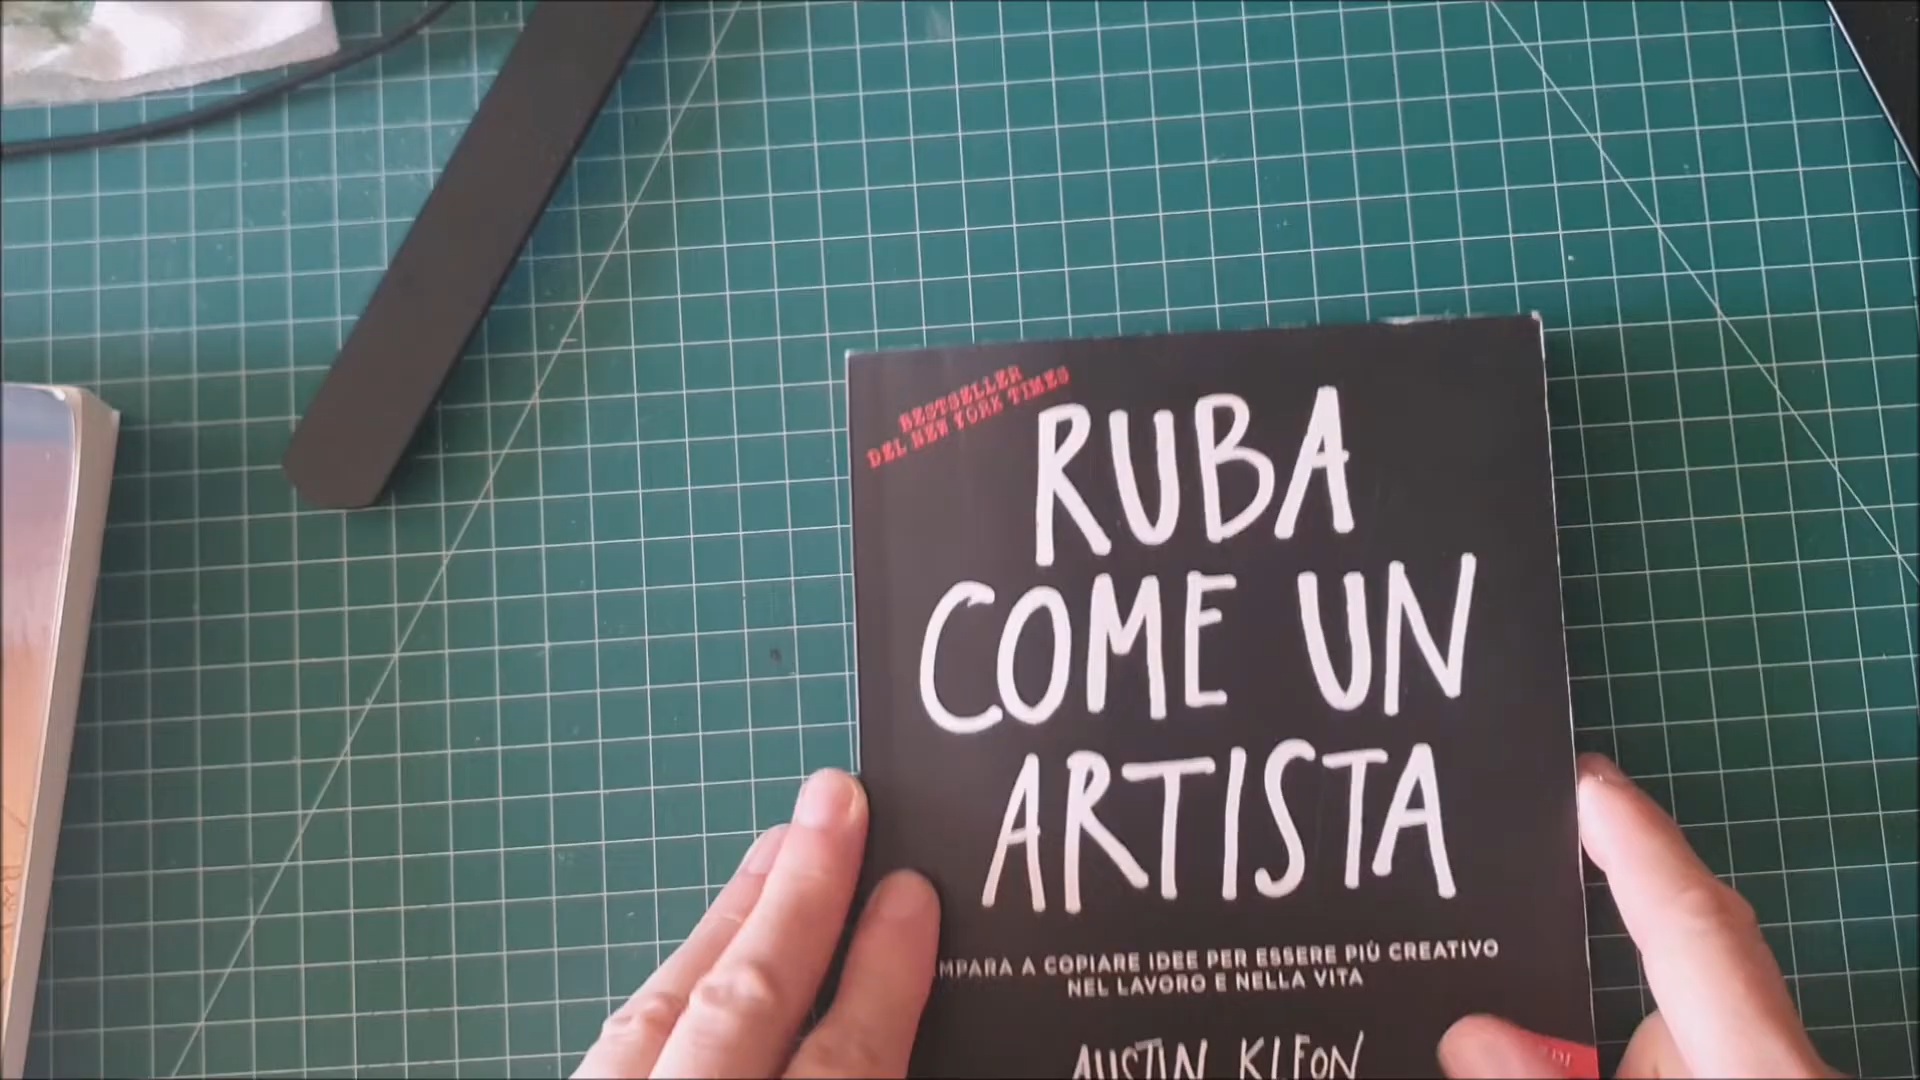 BESTSELLER
DEL NEW YORK TIMES
RUBA
COME UN
ARTISTA
MPARA A COPIARE IDEE PER ESSERE PIÙ CREATIVO
NEL LAVORO E NELLA VITA
AUSTIN KLEON